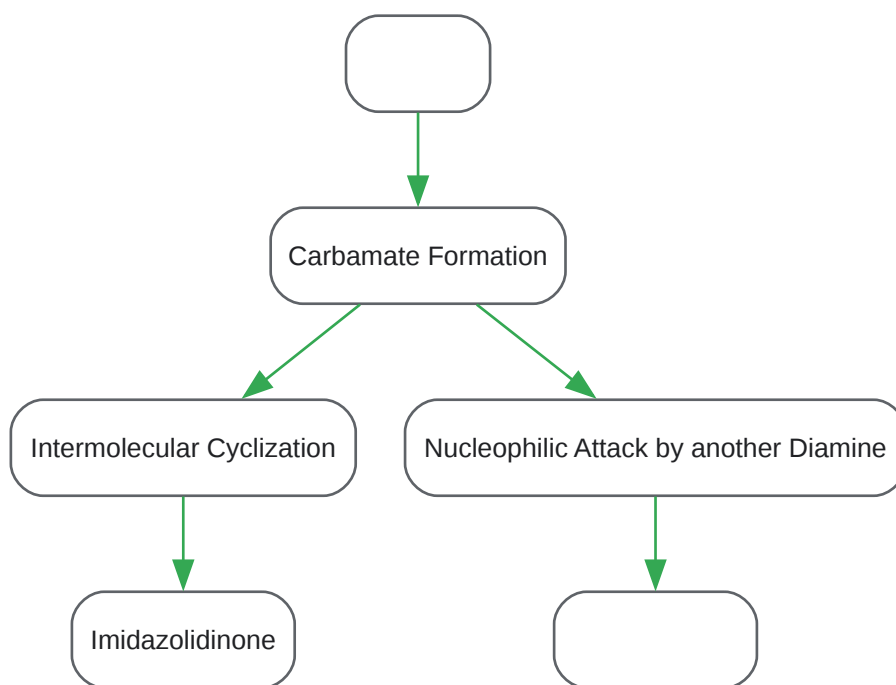 Carbamate Formation
Intermolecular Cyclization
Nucleophilic Attack by another Diamine
Imidazolidinone